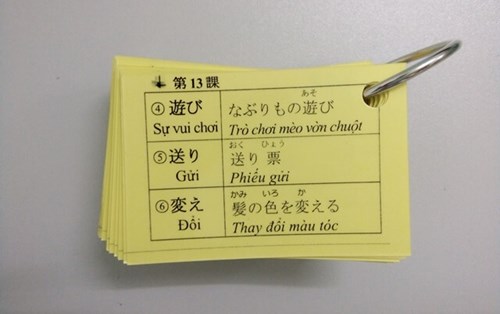 第13課
④ 遊び
Sự vui chơi
あそ
なぶりもの遊び
Trò chơi mèo vờn chuột
⑤ 送り
Gửi
おく ひょう
送り票
Phiếu gửi
⑥ 変え
Đổi
かみ いろ か
髪の色を変える
Thay đổi màu tóc